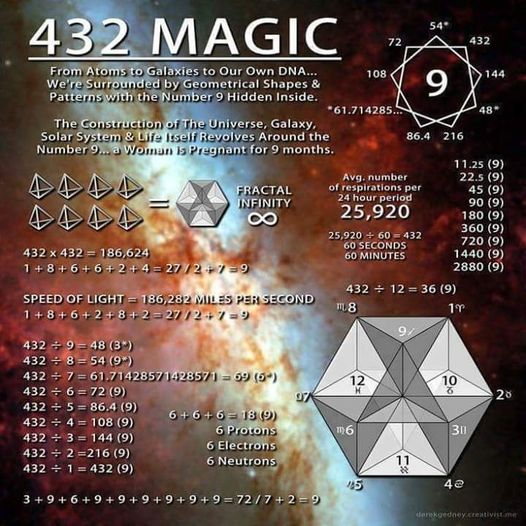 432 MAGIC
From Atoms to Galaxies to Our Own DNA...
We're Surrounded by Geometrical Shapes &
Patterns with the Number 9 Hidden Inside.
The Construction of The Universe, Galaxy,
Solar System & Life Itself Revolves Around the
Number 9... a Woman is Pregnant for 9 months.
54*
72
432
108
9
144
*61.714285...
48*
86.4
216
=
FRACTAL
INFINITY
∞
Avg. number
of respirations per
24 hour period
25,920
25,920 ÷ 60 = 432
60 SECONDS
60 MINUTES
11.25 (9)
22.5 (9)
45 (9)
90 (9)
180 (9)
360 (9)
720 (9)
1440 (9)
2880 (9)
432 x 432 = 186,624
1 + 8 + 6 + 6 + 2 + 4 = 27 / 2 + 7 = 9
SPEED OF LIGHT = 186,282 MILES PER SECOND
1 + 8 + 6 + 2 + 8 + 2 = 27 / 2 + 7 = 9
432 ÷ 12 = 36 (9)
432 ÷ 9 = 48 (3*)
432 ÷ 8 = 54 (9*)
432 ÷ 7 = 61.71428571428571 = 69 (6*)
432 ÷ 6 = 72 (9)
432 ÷ 5 = 86.4 (9)
432 ÷ 4 = 108 (9)
432 ÷ 3 = 144 (9)
432 ÷ 2 =216 (9)
432 ÷ 1 = 432 (9)
6 + 6 + 6 = 18 (9)
6 Protons
6 Electrons
6 Neutrons
♏8
1♈
9♐
12
♓
10
♉
♎7
2♉
♍6
3♊
11
♒
♌5
4♋
3 + 9 + 6 + 9 + 9 + 9 + 9 + 9 + 9 = 72 / 7 + 2 = 9
derekgedney.creativist.me